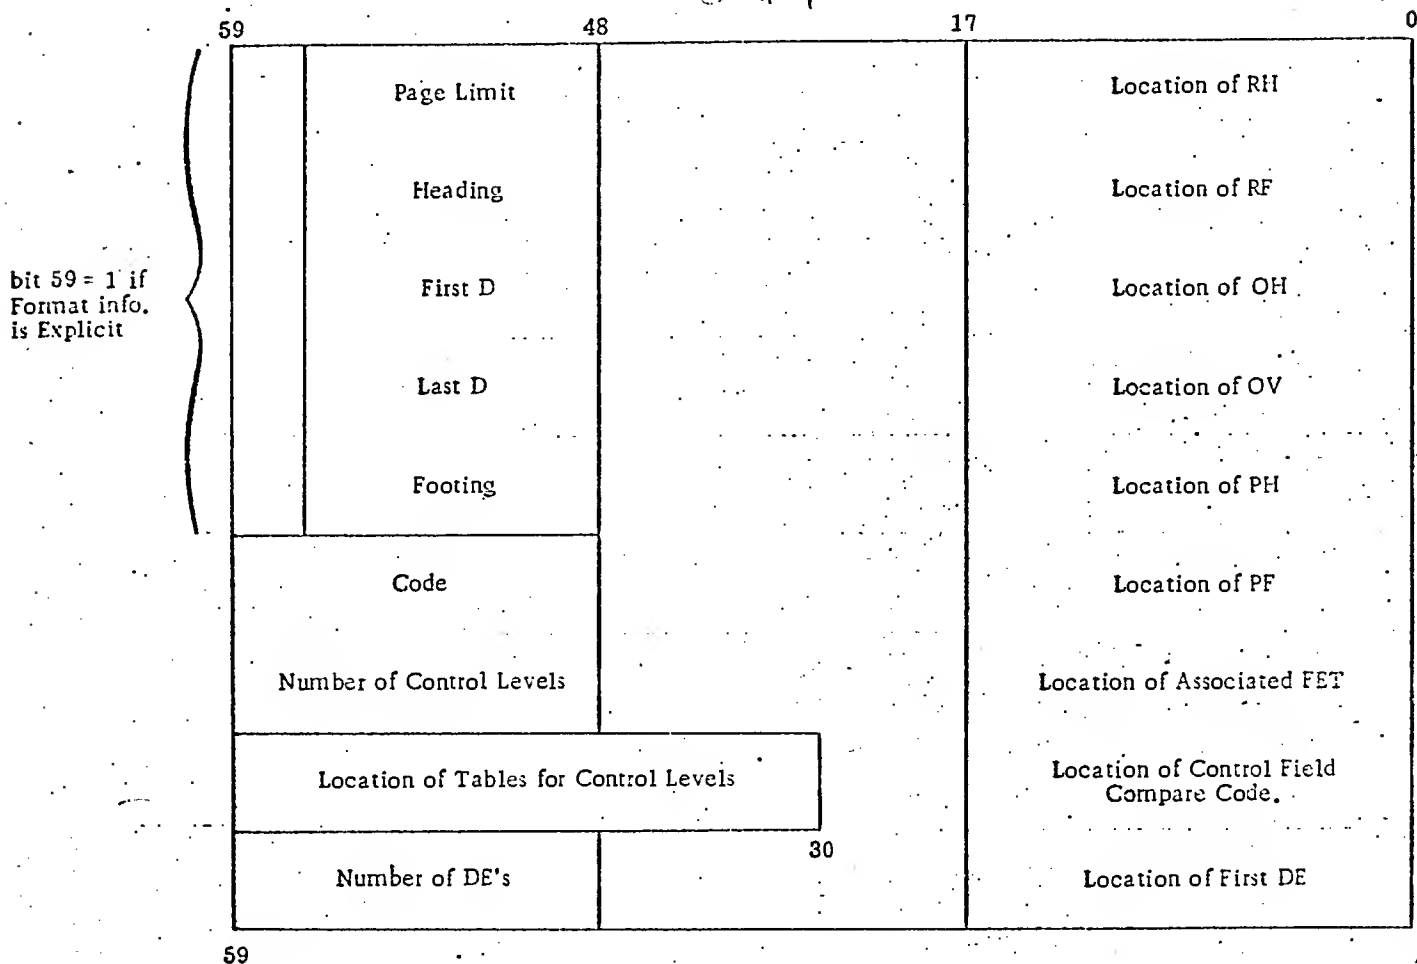 59 48 17 0
Page Limit Location of RH
Heading Location of RF
bit 59 = 1 if
Format info.
is Explicit
First D Location of OH
Last D Location of OV
Footing Location of PH
Code Location of PF
Number of Control Levels Location of Associated FET
Location of Tables for Control Levels Location of Control Field
Compare Code.
30
Number of DE's Location of First DE
59